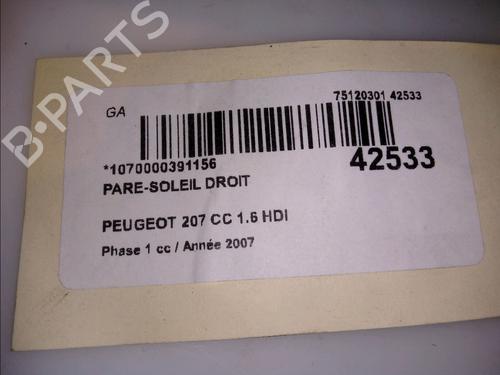 B-PARTS
GA
75120301 42533
*1070000391156
42533
PARE-SOLEIL DROIT
PEUGEOT 207 CC 1.6 HDI
Phase 1 cc / Année 2007